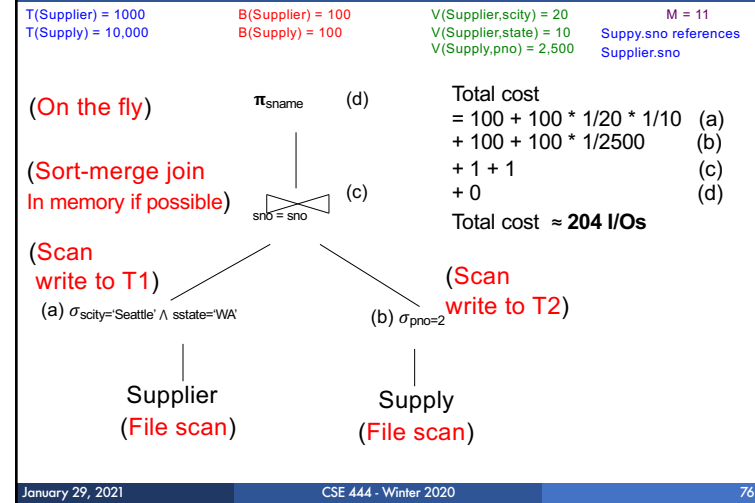 T(Supplier) = 1000
T(Supply) = 10,000
B(Supplier) = 100
B(Supply) = 100
V(Supplier,scity) = 20
V(Supplier,state) = 10
V(Supply,pno) = 2,500
M = 11
Suppy.sno references
Supplier.sno
(On the fly)
π sname (d)
Total cost
= 100 + 100 * 1/20 * 1/10 (a)
+ 100 + 100 * 1/2500 (b)
+ 1 + 1 (c)
+ 0 (d)
Total cost ≈ 204 I/Os
(Sort-merge join
In memory if possible)
(c)
sno = sno
(Scan
write to T1)
(a) σscity='Seattle' ∧ sstate='WA'
(Scan
write to T2)
(b) σpno=2
Supplier
(File scan)
Supply
(File scan)
January 29, 2021 CSE 444 - Winter 2020 76